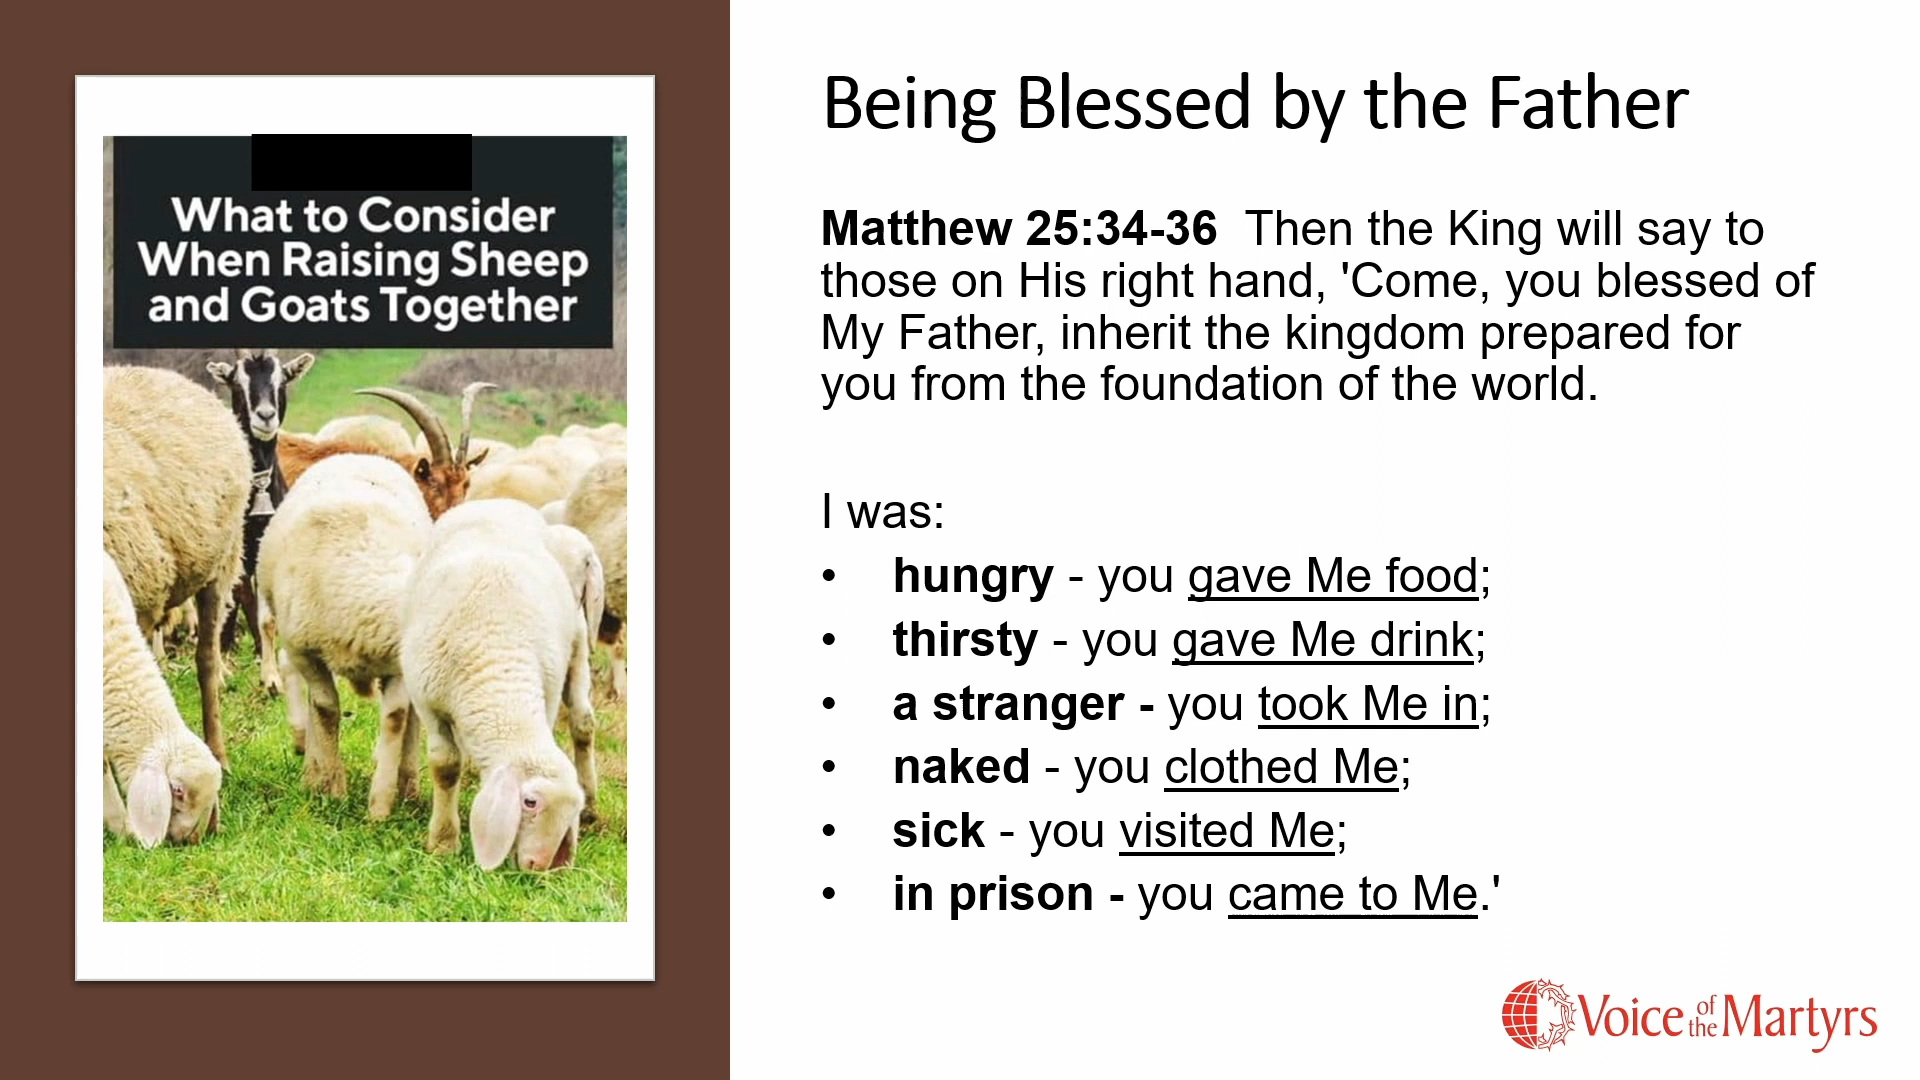 What to Consider
When Raising Sheep
and Goats Together
Being Blessed by the Father
Matthew 25:34-36  Then the King will say to
those on His right hand, 'Come, you blessed of
My Father, inherit the kingdom prepared for
you from the foundation of the world.
I was:
• hungry - you gave Me food;
• thirsty - you gave Me drink;
• a stranger - you took Me in;
• naked - you clothed Me;
• sick - you visited Me;
• in prison - you came to Me.'
Voice of the Martyrs